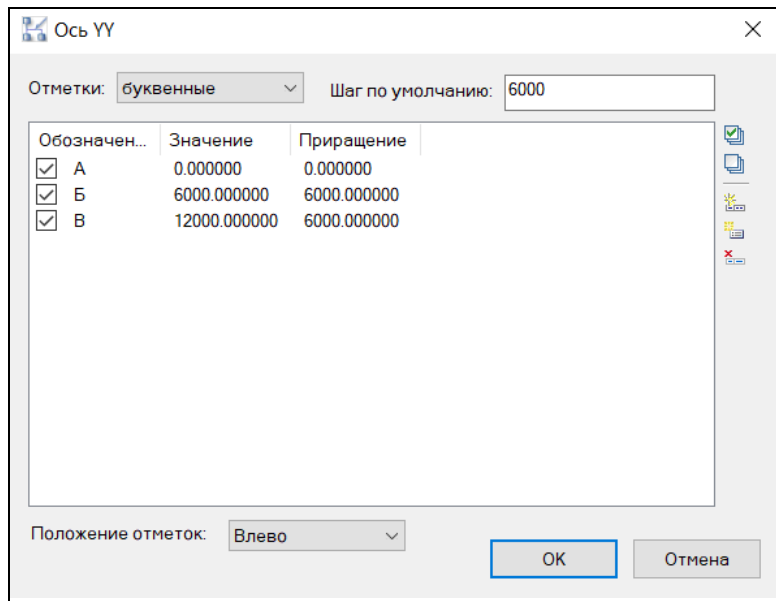 Ось YY
Отметки: буквенные Шаг по умолчанию: 6000
Обозначен... Значение Приращение
А 0.000000 0.000000
Б 6000.000000 6000.000000
В 12000.000000 6000.000000
Положение отметок: Влево
OK Отмена